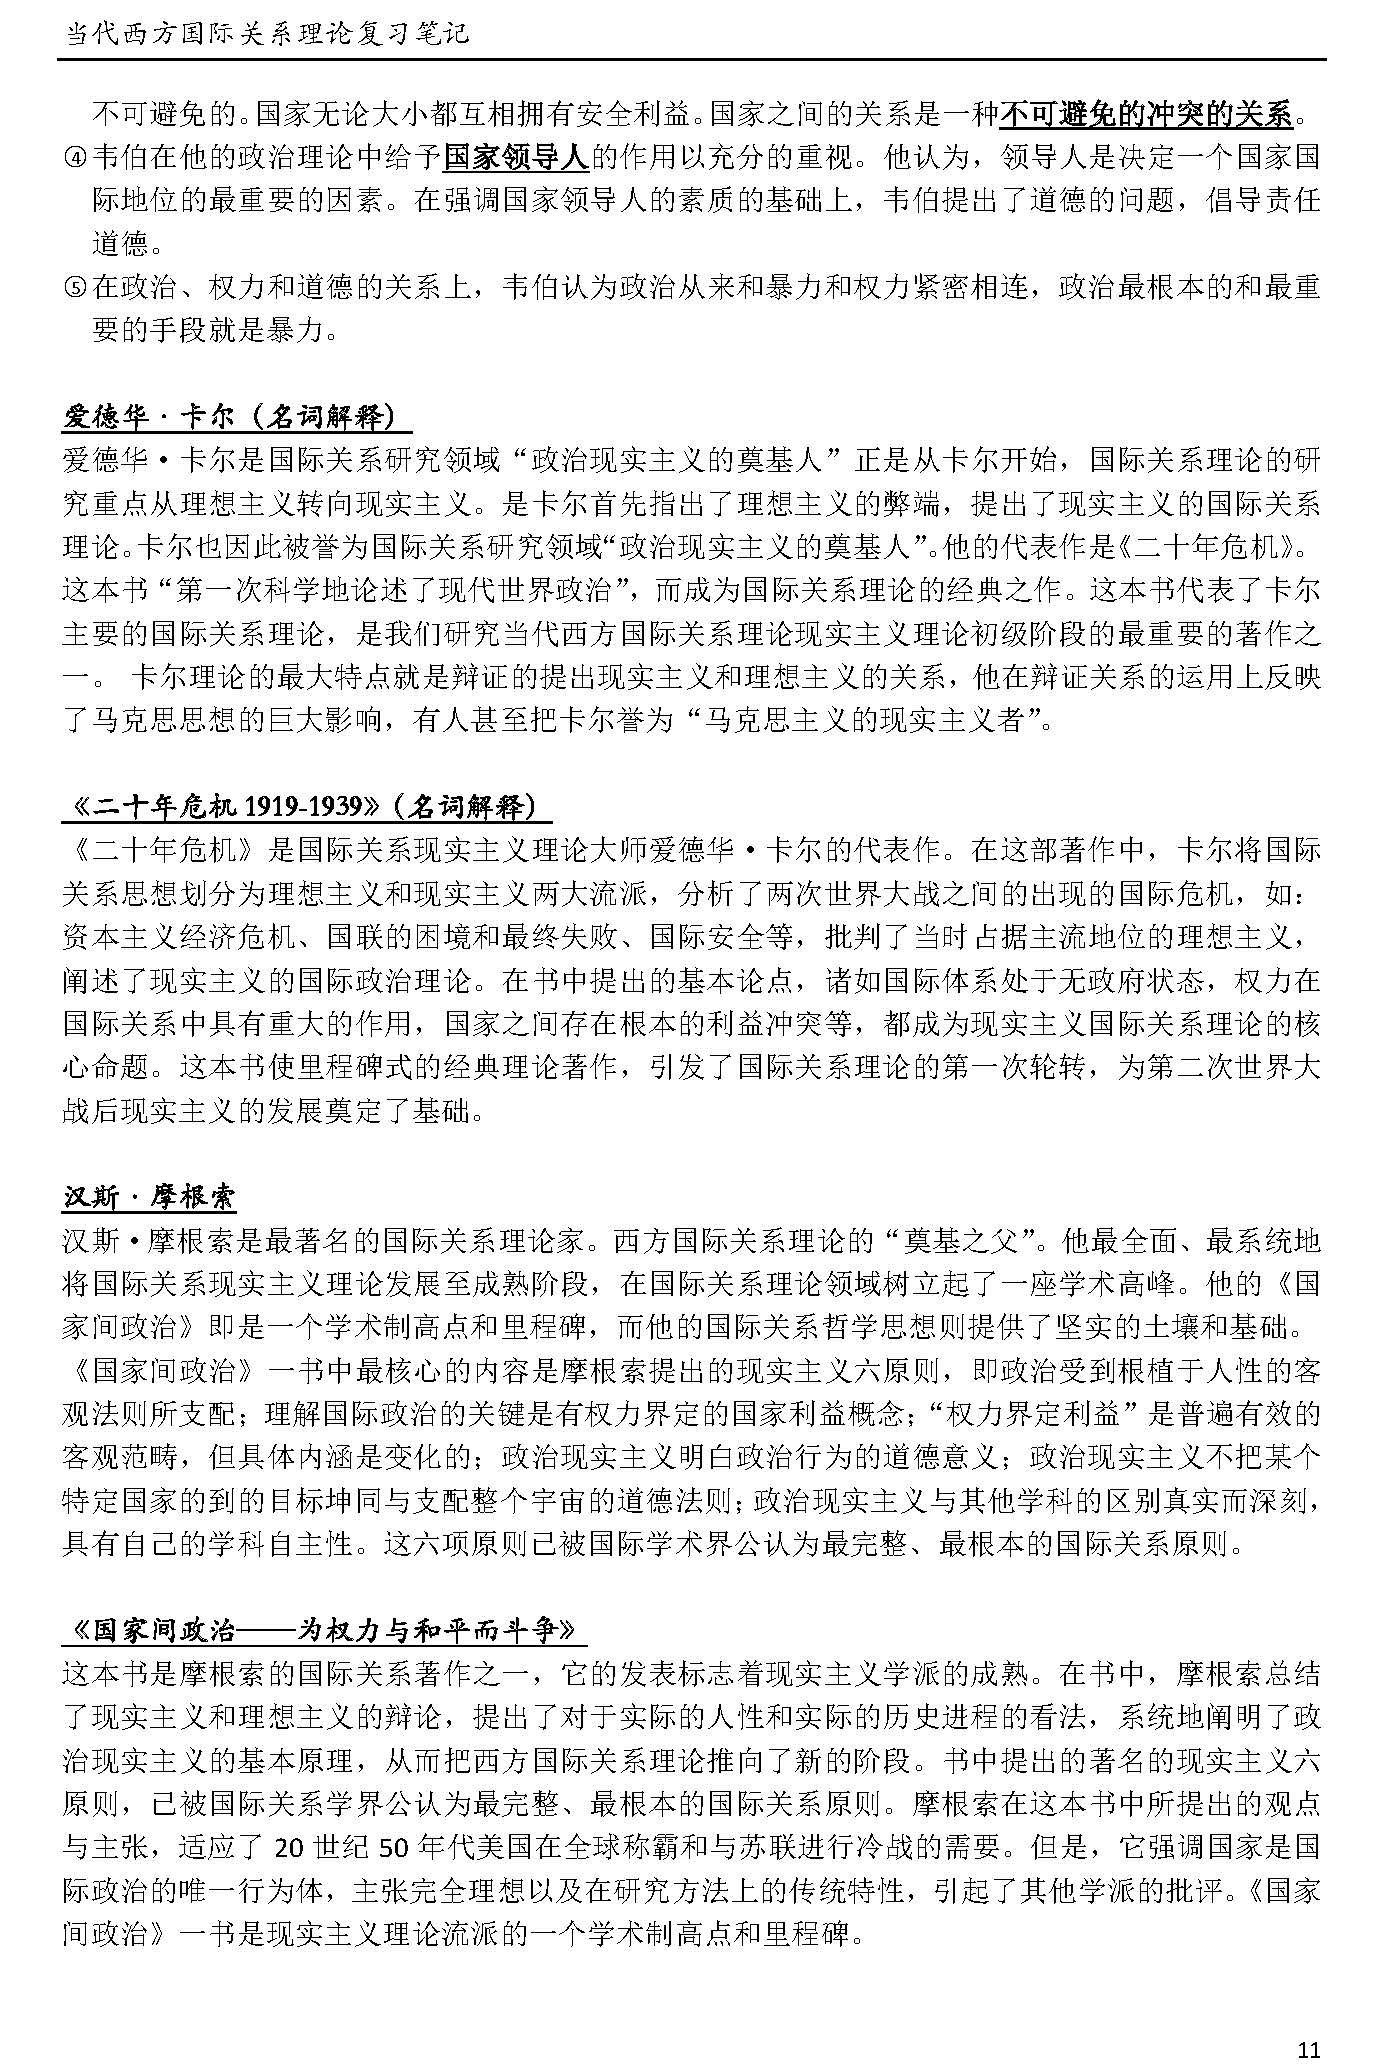 当代西方国际关系理论复习笔记
不可避免的。国家无论大小都互相拥有安全利益。国家之间的关系是一种不可避免的冲突的关系。
④韦伯在他的政治理论中给予国家领导人的作用以充分的重视。他认为，领导人是决定一个国家国
际地位的最重要的因素。在强调国家领导人的素质的基础上，韦伯提出了道德的问题，倡导责任
道德。
⑤在政治、权力和道德的关系上，韦伯认为政治从来和暴力和权力紧密相连，政治最根本的和最重
要的手段就是暴力。
爱德华·卡尔（名词解释）
爱德华·卡尔是国际关系研究领域“政治现实主义的奠基人”正是从卡尔开始，国际关系理论的研
究重点从理想主义转向现实主义。是卡尔首先指出了理想主义的弊端，提出了现实主义的国际关系
理论。卡尔也因此被誉为国际关系研究领域“政治现实主义的奠基人”。他的代表作是《二十年危机》。
这本书“第一次科学地论述了现代世界政治”，而成为国际关系理论的经典之作。这本书代表了卡尔
主要的国际关系理论，是我们研究当代西方国际关系理论现实主义理论初级阶段的最重要的著作之
一。 卡尔理论的最大特点就是辩证的提出现实主义和理想主义的关系，他在辩证关系的运用上反映
了马克思思想的巨大影响，有人甚至把卡尔誉为“马克思主义的现实主义者”。
《二十年危机 1919-1939》（名词解释）
《二十年危机》是国际关系现实主义理论大师爱德华·卡尔的代表作。在这部著作中，卡尔将国际
关系思想划分为理想主义和现实主义两大流派，分析了两次世界大战之间的出现的国际危机，如：
资本主义经济危机、国联的困境和最终失败、国际安全等，批判了当时占据主流地位的理想主义，
阐述了现实主义的国际政治理论。在书中提出的基本论点，诸如国际体系处于无政府状态，权力在
国际关系中具有重大的作用，国家之间存在根本的利益冲突等，都成为现实主义国际关系理论的核
心命题。这本书使里程碑式的经典理论著作，引发了国际关系理论的第一次轮转，为第二次世界大
战后现实主义的发展奠定了基础。
汉斯·摩根索
汉斯·摩根索是最著名的国际关系理论家。西方国际关系理论的“奠基之父”。他最全面、最系统地
将国际关系现实主义理论发展至成熟阶段，在国际关系理论领域树立起了一座学术高峰。他的《国
家间政治》即是一个学术制高点和里程碑，而他的国际关系哲学思想则提供了坚实的土壤和基础。
《国家间政治》一书中最核心的内容是摩根索提出的现实主义六原则，即政治受到根植于人性的客
观法则所支配；理解国际政治的关键是有权力界定的国家利益概念；“权力界定利益”是普遍有效的
客观范畴，但具体内涵是变化的；政治现实主义明白政治行为的道德意义；政治现实主义不把某个
特定国家的到的目标坤同与支配整个宇宙的道德法则；政治现实主义与其他学科的区别真实而深刻，
具有自己的学科自主性。这六项原则已被国际学术界公认为最完整、最根本的国际关系原则。
《国家间政治——为权力与和平而斗争》
这本书是摩根索的国际关系著作之一，它的发表标志着现实主义学派的成熟。在书中，摩根索总结
了现实主义和理想主义的辩论，提出了对于实际的人性和实际的历史进程的看法，系统地阐明了政
治现实主义的基本原理，从而把西方国际关系理论推向了新的阶段。书中提出的著名的现实主义六
原则，已被国际关系学界公认为最完整、最根本的国际关系原则。摩根索在这本书中所提出的观点
与主张，适应了 20 世纪 50 年代美国在全球称霸和与苏联进行冷战的需要。但是，它强调国家是国
际政治的唯一行为体，主张完全理想以及在研究方法上的传统特性，引起了其他学派的批评。《国家
间政治》一书是现实主义理论流派的一个学术制高点和里程碑。
11